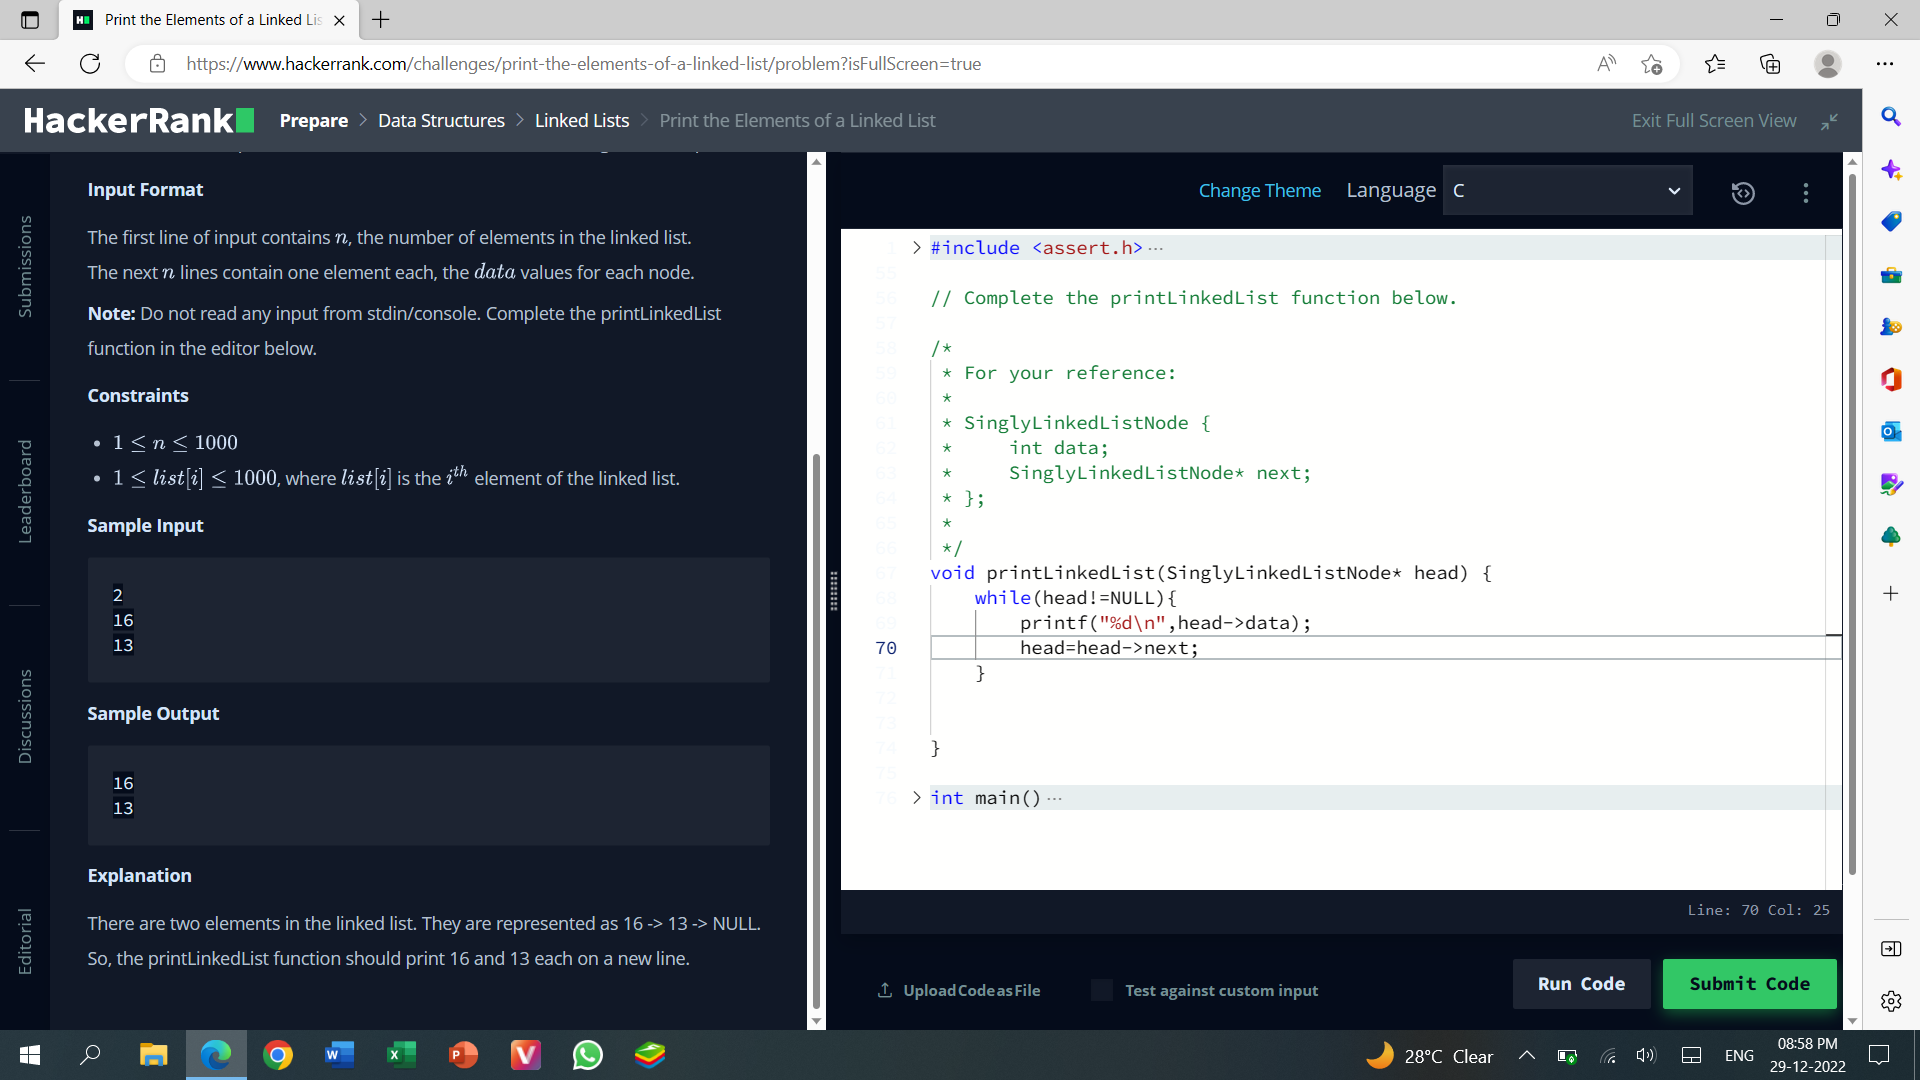 Print the Elements of a Linked Lis
https://www.hackerrank.com/challenges/print-the-elements-of-a-linked-list/problem?isFullScreen=true
HackerRank
Prepare > Data Structures > Linked Lists > Print the Elements of a Linked List
Exit Full Screen View
Submissions
Leaderboard
Discussions
Editorial
Input Format
The first line of input contains n, the number of elements in the linked list.
The next n lines contain one element each, the data values for each node.
Note: Do not read any input from stdin/console. Complete the printLinkedList
function in the editor below.
Constraints
• 1 ≤ n ≤ 1000
• 1 ≤ list[i] ≤ 1000, where list[i] is the i^th element of the linked list.
Sample Input
2
16
13
Sample Output
16
13
Explanation
There are two elements in the linked list. They are represented as 16 -> 13 -> NULL.
So, the printLinkedList function should print 16 and 13 each on a new line.
Change Theme Language C
1 > #include <assert.h>···
55
56 // Complete the printLinkedList function below.
57
58 /*
59 * For your reference:
60 *
61 * SinglyLinkedListNode {
62 *     int data;
63 *     SinglyLinkedListNode* next;
64 * };
65 *
66 */
67 void printLinkedList(SinglyLinkedListNode* head) {
68     while(head!=NULL){
69         printf("%d\n",head->data);
70         head=head->next;
71     }
72
73
74 }
75
76 > int main()···
Line: 70 Col: 25
Upload Code as File
Test against custom input
Run Code
Submit Code
28°C Clear
ENG
08:58 PM
29-12-2022